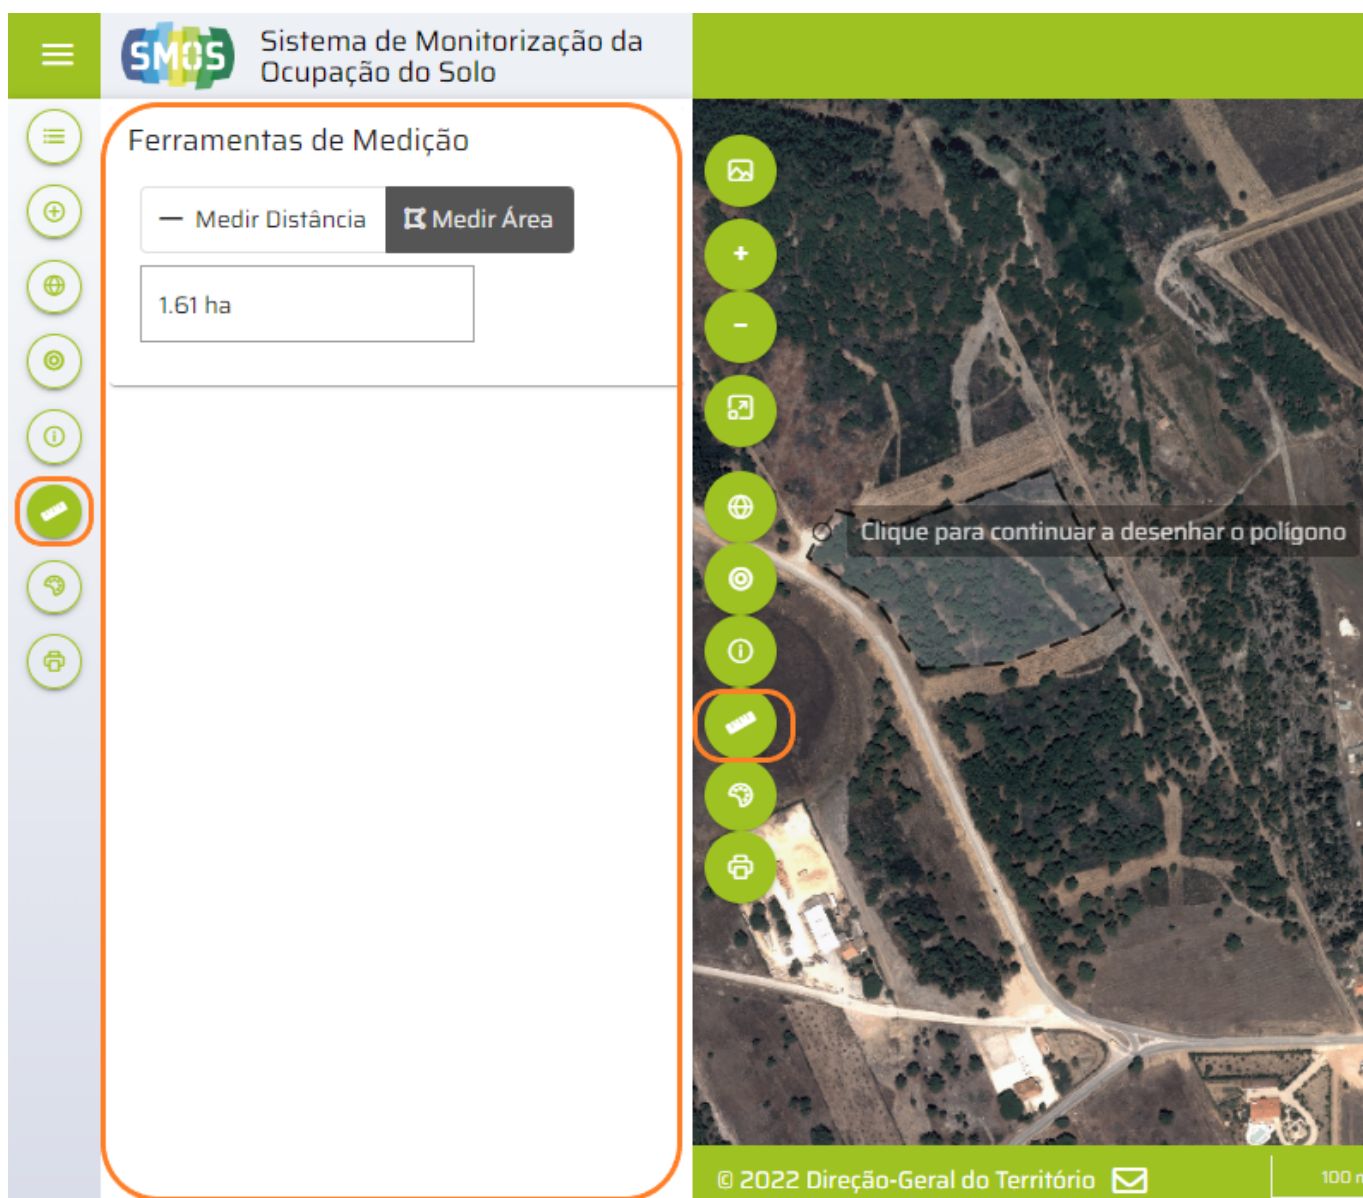 SMOS
Sistema de Monitorização da
Ocupação do Solo
Ferramentas de Medição
Medir Distância
Medir Área
1.61 ha
Clique para continuar a desenhar o polígono
© 2022 Direção-Geral do Território
100